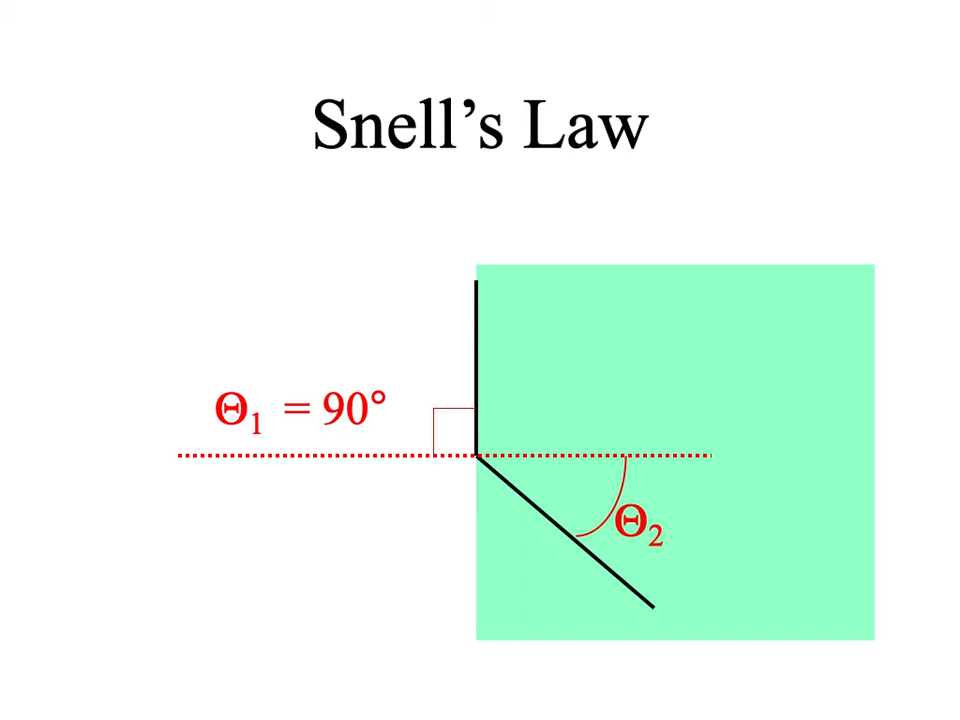 Snell’s Law
Θ₁ = 90°
Θ₂